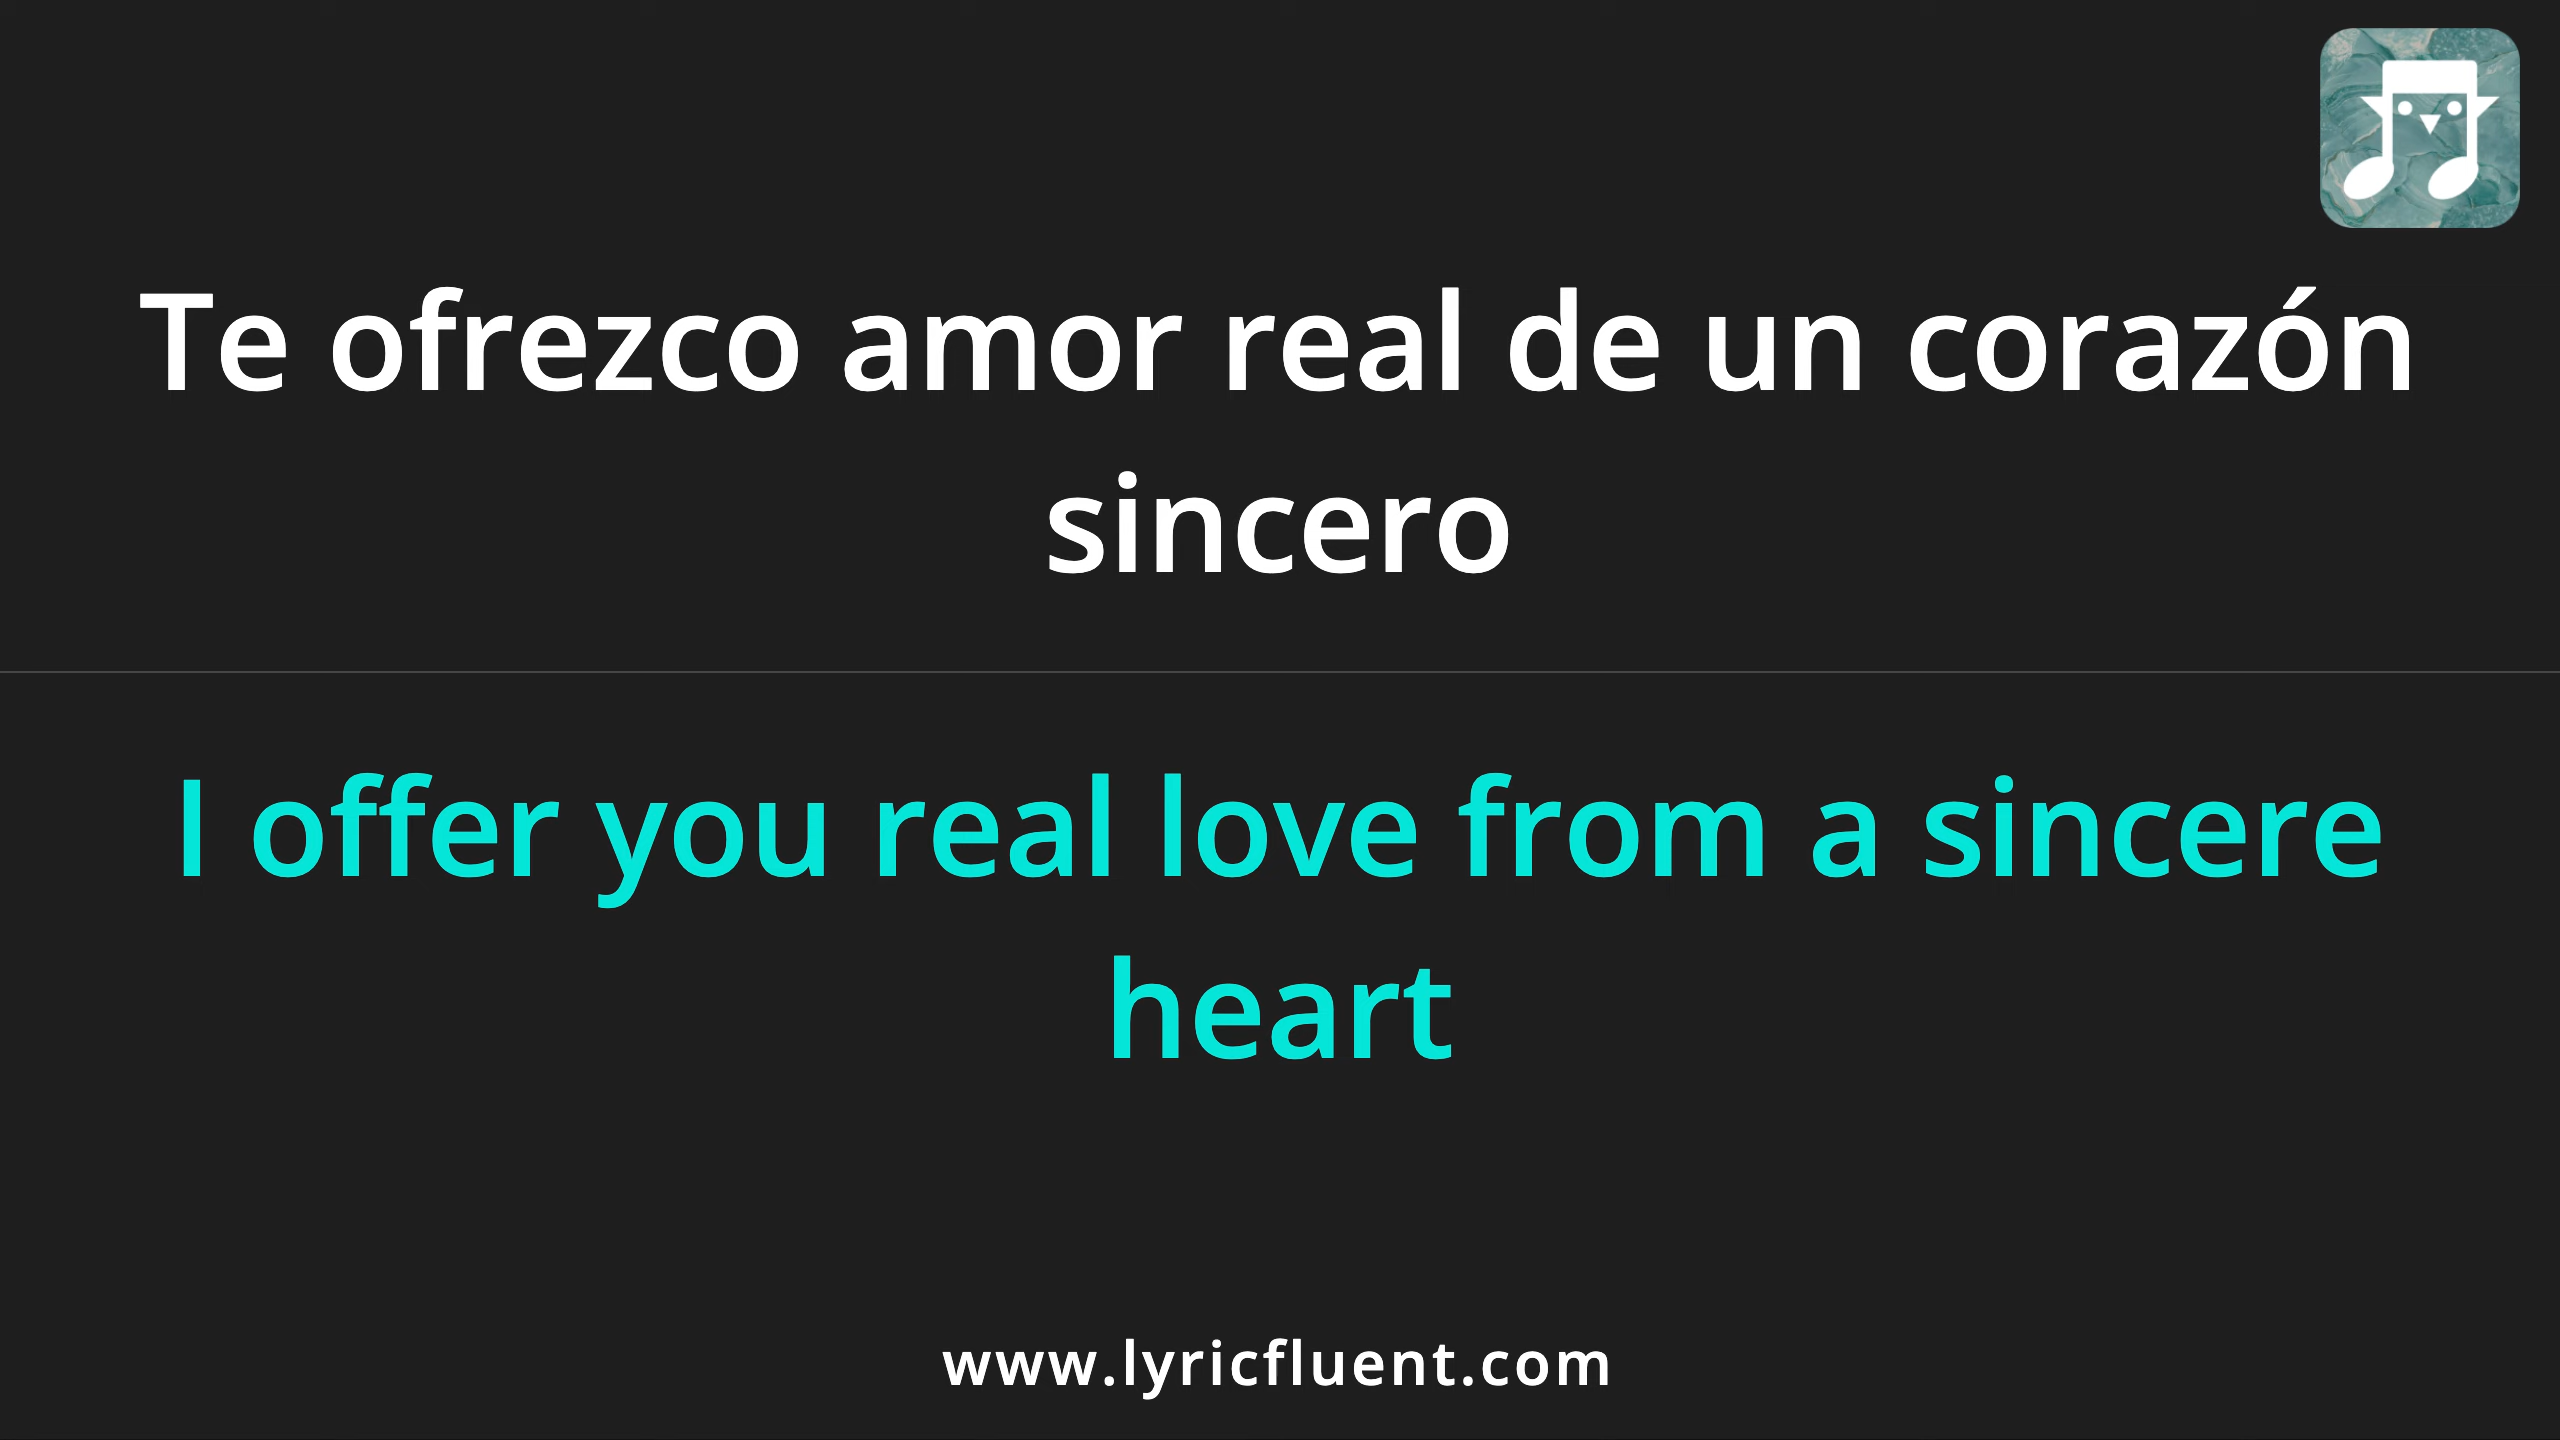 Te ofrezco amor real de un corazón
sincero
I offer you real love from a sincere
heart
www.lyricfluent.com